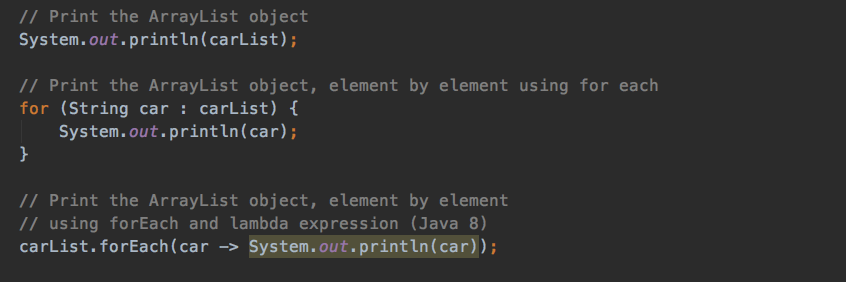 // Print the ArrayList object
System.out.println(carList);
// Print the ArrayList object, element by element using for each
for (String car : carList) {
    System.out.println(car);
}
// Print the ArrayList object, element by element
// using forEach and lambda expression (Java 8)
carList.forEach(car -> System.out.println(car));